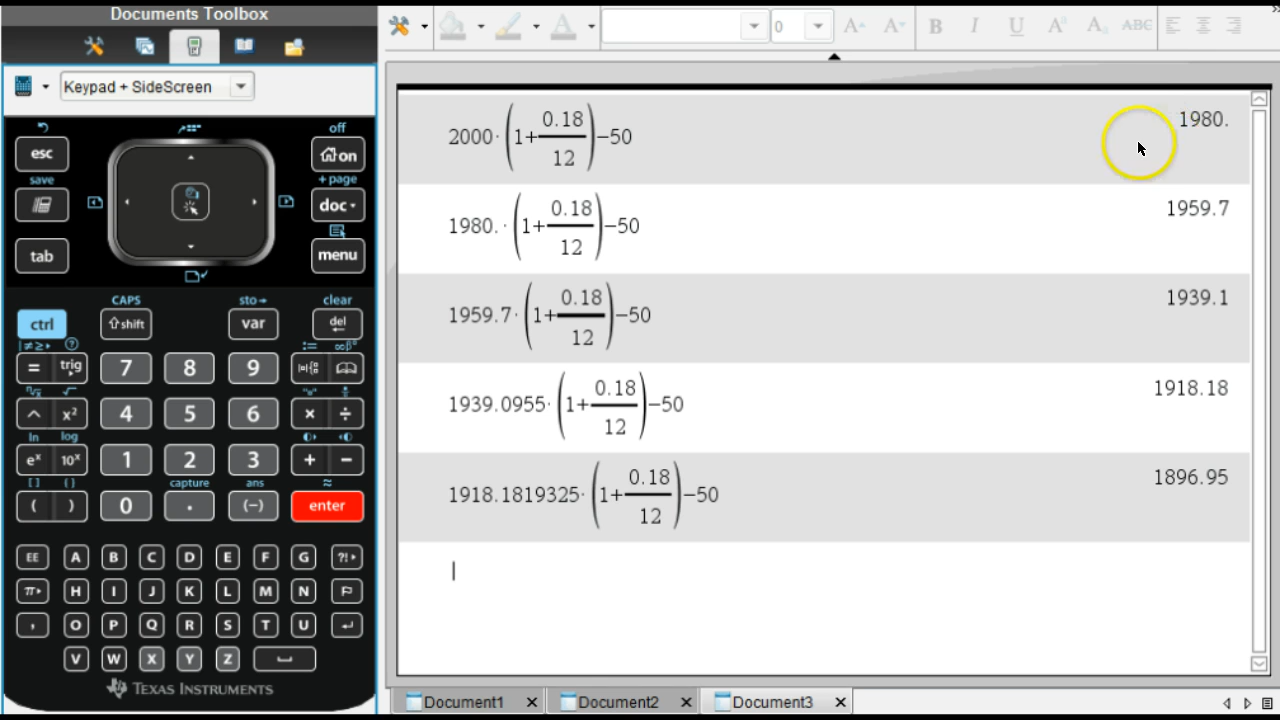 Documents Toolbox
Keypad + SideScreen
off
esc
on
save
+ page
doc
tab
menu
CAPS
sto→
clear
ctrl
⇧shift
var
del
|≠≥▸
:=
∞β°
=
trig
7
8
9
|□|{□
^
x²
4
5
6
×
÷
ln
log
eˣ
10ˣ
1
2
3
+
−
[ ]
{ }
capture
ans
≈
(
)
0
.
(−)
enter
EE
A
B
C
D
E
F
G
?!▸
π▸
H
I
J
K
L
M
N
,
O
P
Q
R
S
T
U
V
W
X
Y
Z
TEXAS INSTRUMENTS
A
0
A
A
B
I
U
A
A
ABC
2000·(1+0.18/12)−50
1980.
1980.·(1+0.18/12)−50
1959.7
1959.7·(1+0.18/12)−50
1939.1
1939.0955·(1+0.18/12)−50
1918.18
1918.1819325·(1+0.18/12)−50
1896.95
Document1
Document2
Document3